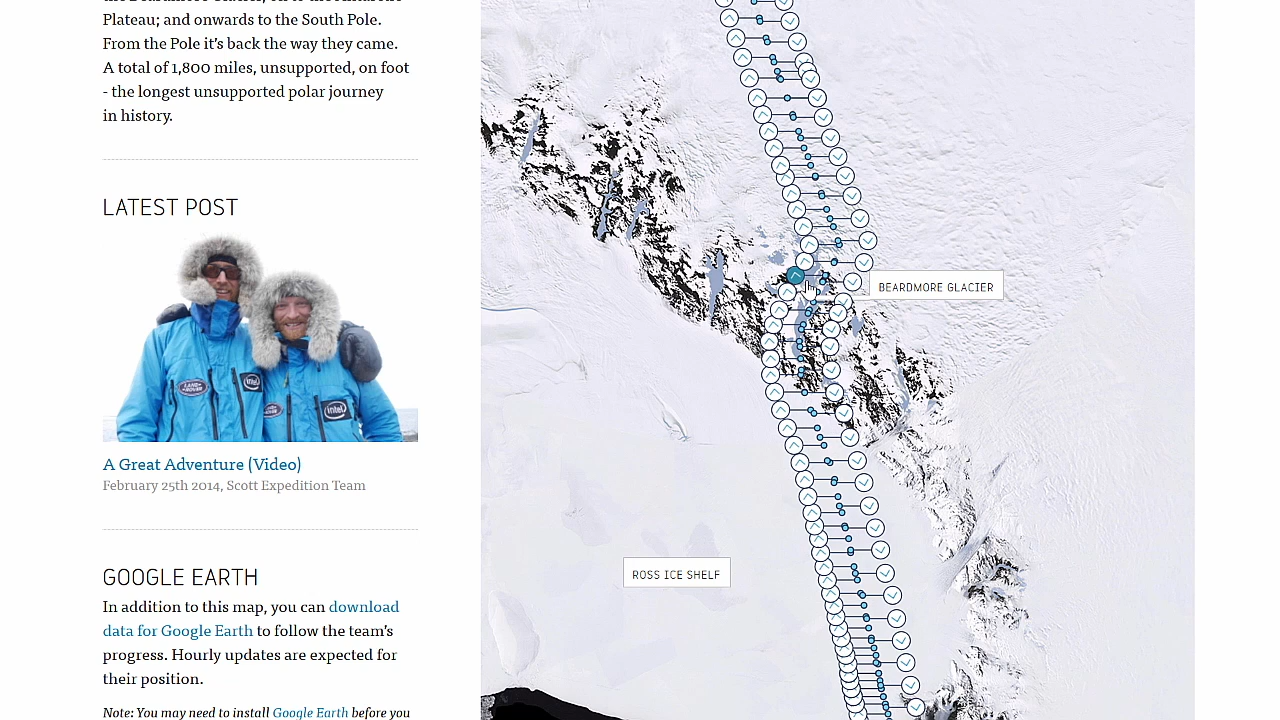 Plateau; and onwards to the South Pole.
From the Pole it's back the way they came.
A total of 1,800 miles, unsupported, on foot
- the longest unsupported polar journey
in history.
LATEST POST
LAND-
ROVER
intel
intel
A Great Adventure (Video)
February 25th 2014, Scott Expedition Team
GOOGLE EARTH
In addition to this map, you can download
data for Google Earth to follow the team's
progress. Hourly updates are expected for
their position.
Note: You may need to install Google Earth before you
BEARDMORE GLACIER
ROSS ICE SHELF